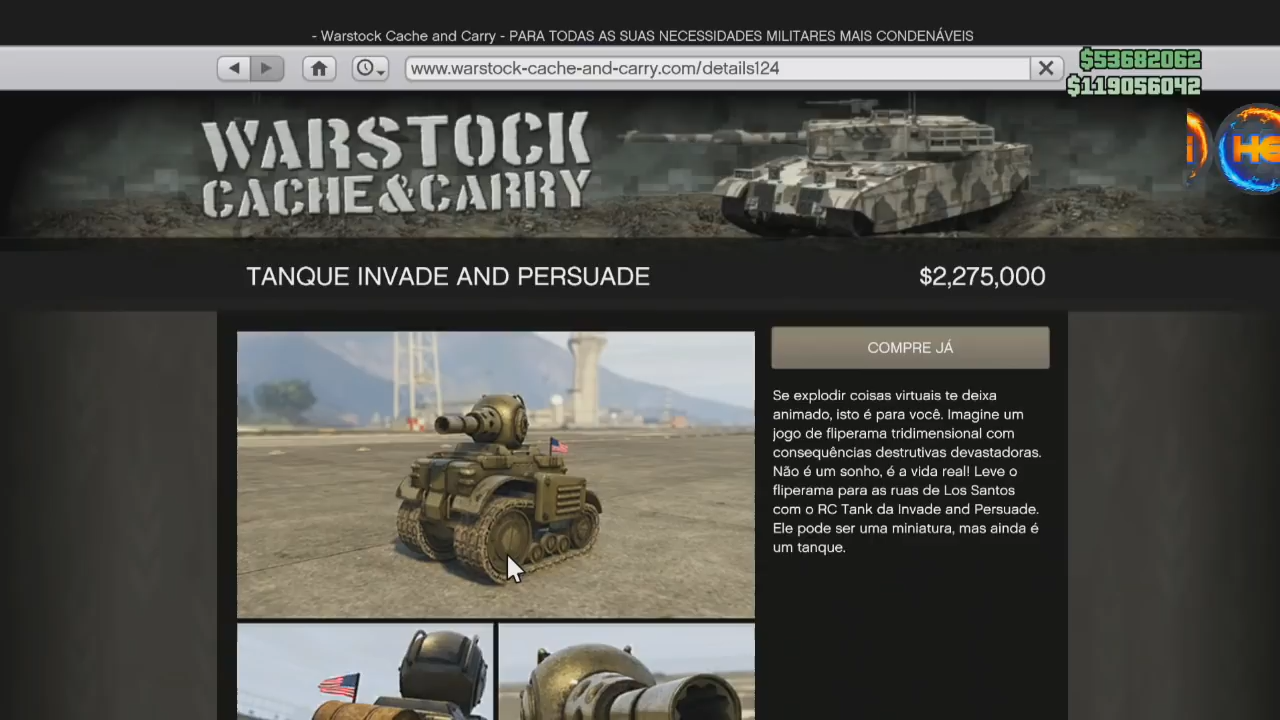 - Warstock Cache and Carry - PARA TODAS AS SUAS NECESSIDADES MILITARES MAIS CONDENÁVEIS
www.warstock-cache-and-carry.com/details124
$53682062
$119056042
WARSTOCK
CACHE&CARRY
HE
TANQUE INVADE AND PERSUADE
$2,275,000
COMPRE JÁ
Se explodir coisas virtuais te deixa
animado, isto é para você. Imagine um
jogo de fliperama tridimensional com
consequências destrutivas devastadoras.
Não é um sonho, é a vida real! Leve o
fliperama para as ruas de Los Santos
com o RC Tank da Invade and Persuade.
Ele pode ser uma miniatura, mas ainda é
um tanque.